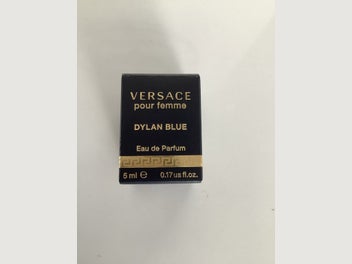 VERSACE
pour femme
DYLAN BLUE
Eau de Parfum
5 ml ℮ 0.17 us fl.oz.